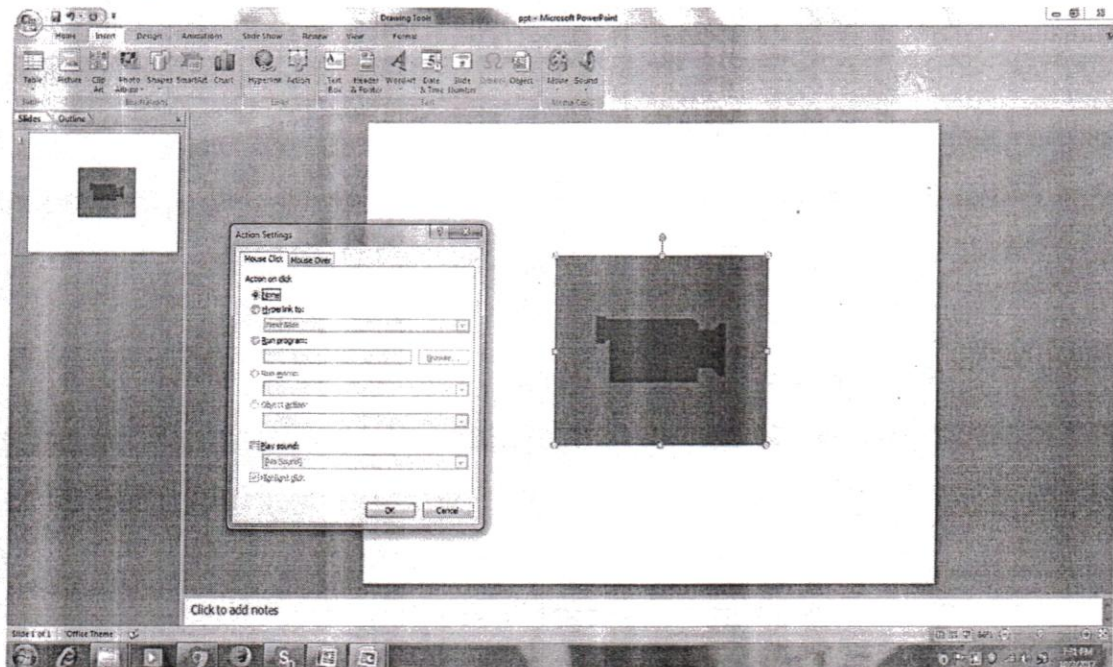 Drawing Tools
ppt - Microsoft PowerPoint
Home Insert Design Animations Slide Show Review View Format
Table Picture Clip Art Photo Album Shapes SmartArt Chart Hyperlink Action Text Box Header & Footer WordArt Date & Time Slide Number Symbol Object Movie Sound
Slides Outline
Action Settings
Mouse Click Mouse Over
Action on click
None
Hyperlink to:
Next Slide
Run program:
Browse...
Run macro:
Object action:
Play sound:
[No Sound]
Highlight click
OK Cancel
Click to add notes
Slide 1 of 1 Office Theme